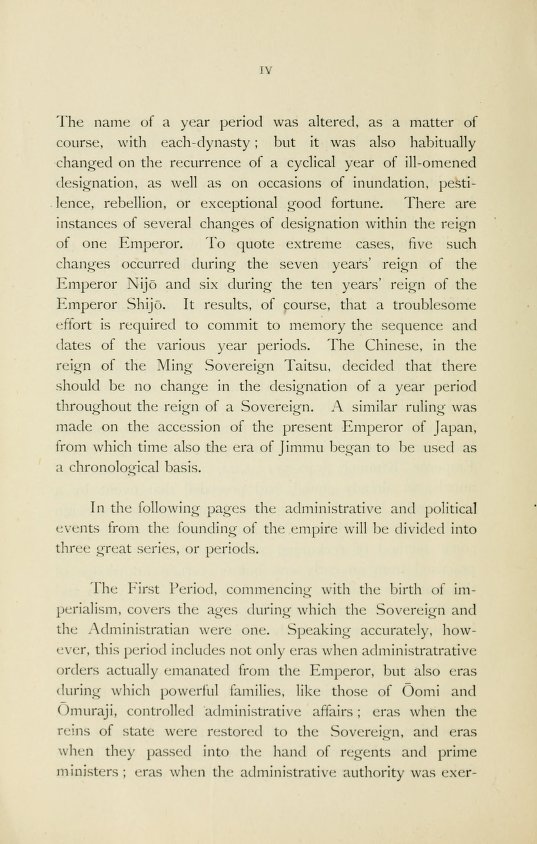 IV
The name of a year period was altered, as a matter of
course, with each-dynasty; but it was also habitually
changed on the recurrence of a cyclical year of ill-omened
designation, as well as on occasions of inundation, pesti-
lence, rebellion, or exceptional good fortune. There are
instances of several changes of designation within the reign
of one Emperor. To quote extreme cases, five such
changes occurred during the seven years' reign of the
Emperor Nijō and six during the ten years' reign of the
Emperor Shijō. It results, of course, that a troublesome
effort is required to commit to memory the sequence and
dates of the various year periods. The Chinese, in the
reign of the Ming Sovereign Taitsu, decided that there
should be no change in the designation of a year period
throughout the reign of a Sovereign. A similar ruling was
made on the accession of the present Emperor of Japan,
from which time also the era of Jimmu began to be used as
a chronological basis.
In the following pages the administrative and political
events from the founding of the empire will be divided into
three great series, or periods.
The First Period, commencing with the birth of im-
perialism, covers the ages during which the Sovereign and
the Administratian were one. Speaking accurately, how-
ever, this period includes not only eras when administratrative
orders actually emanated from the Emperor, but also eras
during which powerful families, like those of Ōomi and
Ōmuraji, controlled administrative affairs; eras when the
reins of state were restored to the Sovereign, and eras
when they passed into the hand of regents and prime
ministers; eras when the administrative authority was exer-